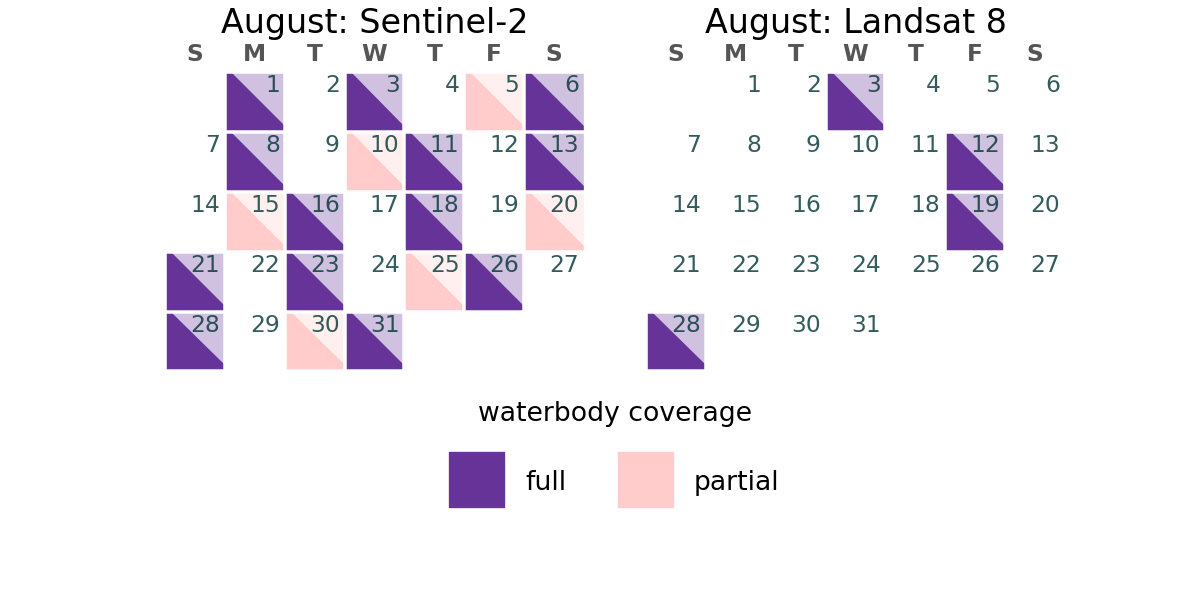 August: Sentinel-2
S M T W T F S
1 2 3 4 5 6
7 8 9 10 11 12 13
14 15 16 17 18 19 20
21 22 23 24 25 26 27
28 29 30 31
August: Landsat 8
S M T W T F S
1 2 3 4 5 6
7 8 9 10 11 12 13
14 15 16 17 18 19 20
21 22 23 24 25 26 27
28 29 30 31
waterbody coverage
full
partial